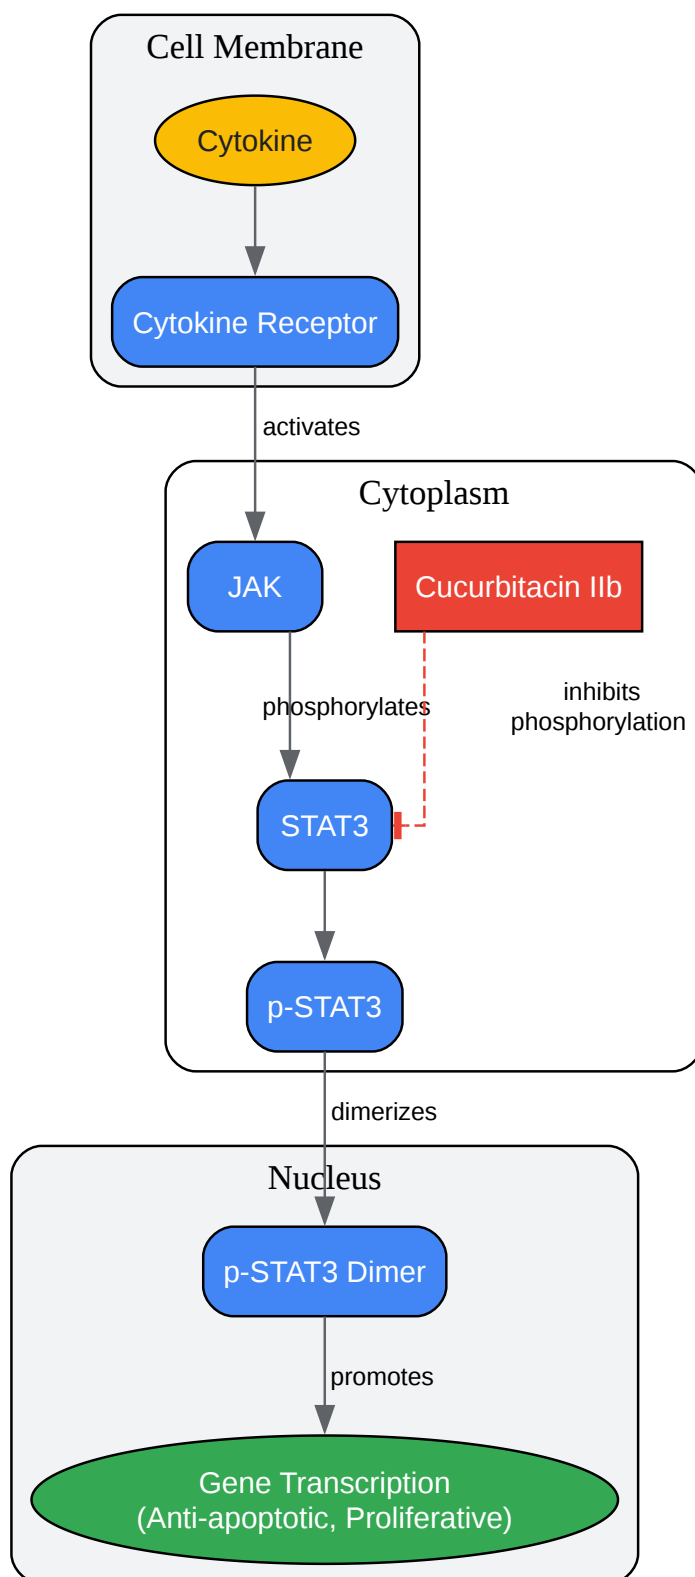 Cell Membrane
Cytokine
Cytokine Receptor
activates
Cytoplasm
JAK
Cucurbitacin IIb
phosphorylates
inhibits
phosphorylation
STAT3
p-STAT3
dimerizes
Nucleus
p-STAT3 Dimer
promotes
Gene Transcription
(Anti-apoptotic, Proliferative)